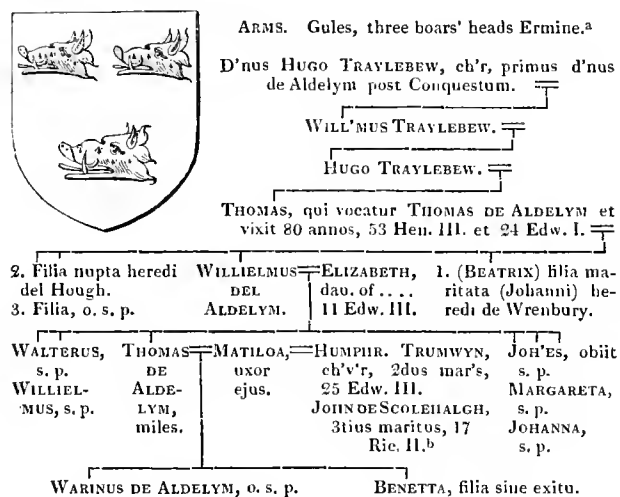 ARMS. Gules, three boars' heads Ermine.ᵃ
D'nus HUGO TRAYLEBEW, ch'r, primus d'nus
de Aldelym post Conquestum.
WILL'MUS TRAYLEBEW.
HUGO TRAYLEBEW.
THOMAS, qui vocatur THOMAS DE ALDELYM et
vixit 80 annos, 53 Hen. III. et 24 Edw. I.
2. Filia nupta heredi
del Hough.
3. Filia, o. s. p.
WILLIELMUS
DEL
ALDELYM.
ELIZABETH,
dau. of . . . .
11 Edw. III.
1. (BEATRIX) filia ma-
ritata (Johanni) he-
redi de Wrenbury.
WALTERUS,
s. p.
WILLIEL-
MUS, s. p.
THOMAS
DE
ALDE-
LYM,
miles.
MATILOA,
uxor
ejus.
HUMPHR. TRUMWYN,
ch'v'r, 2dus mar's,
25 Edw. III.
JOHN DE SCOLEHALGH,
3tius maritus, 17
Ric. II.ᵇ
JOH'ES, obiit
s. p.
MARGARETA,
s. p.
JOHANNA,
s. p.
WARINUS DE ALDELYM, o. s. p.
BENETTA, filia sine exitu.